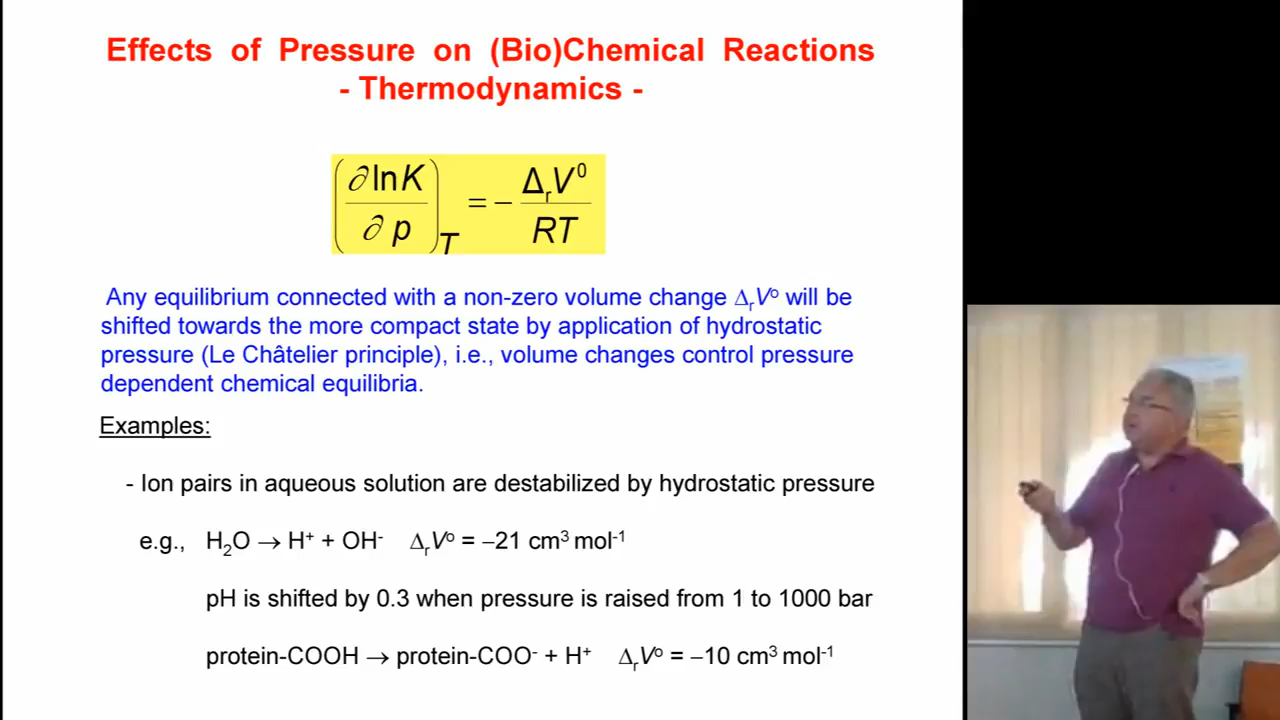 Effects of Pressure on (Bio)Chemical Reactions
- Thermodynamics -
(∂lnK/∂p)T = − ΔrV⁰/RT
Any equilibrium connected with a non-zero volume change ΔrVᵒ will be
shifted towards the more compact state by application of hydrostatic
pressure (Le Châtelier principle), i.e., volume changes control pressure
dependent chemical equilibria.
Examples:
- Ion pairs in aqueous solution are destabilized by hydrostatic pressure
e.g., H₂O → H⁺ + OH⁻ ΔrVᵒ = −21 cm³ mol⁻¹
pH is shifted by 0.3 when pressure is raised from 1 to 1000 bar
protein-COOH → protein-COO⁻ + H⁺ ΔrVᵒ = −10 cm³ mol⁻¹